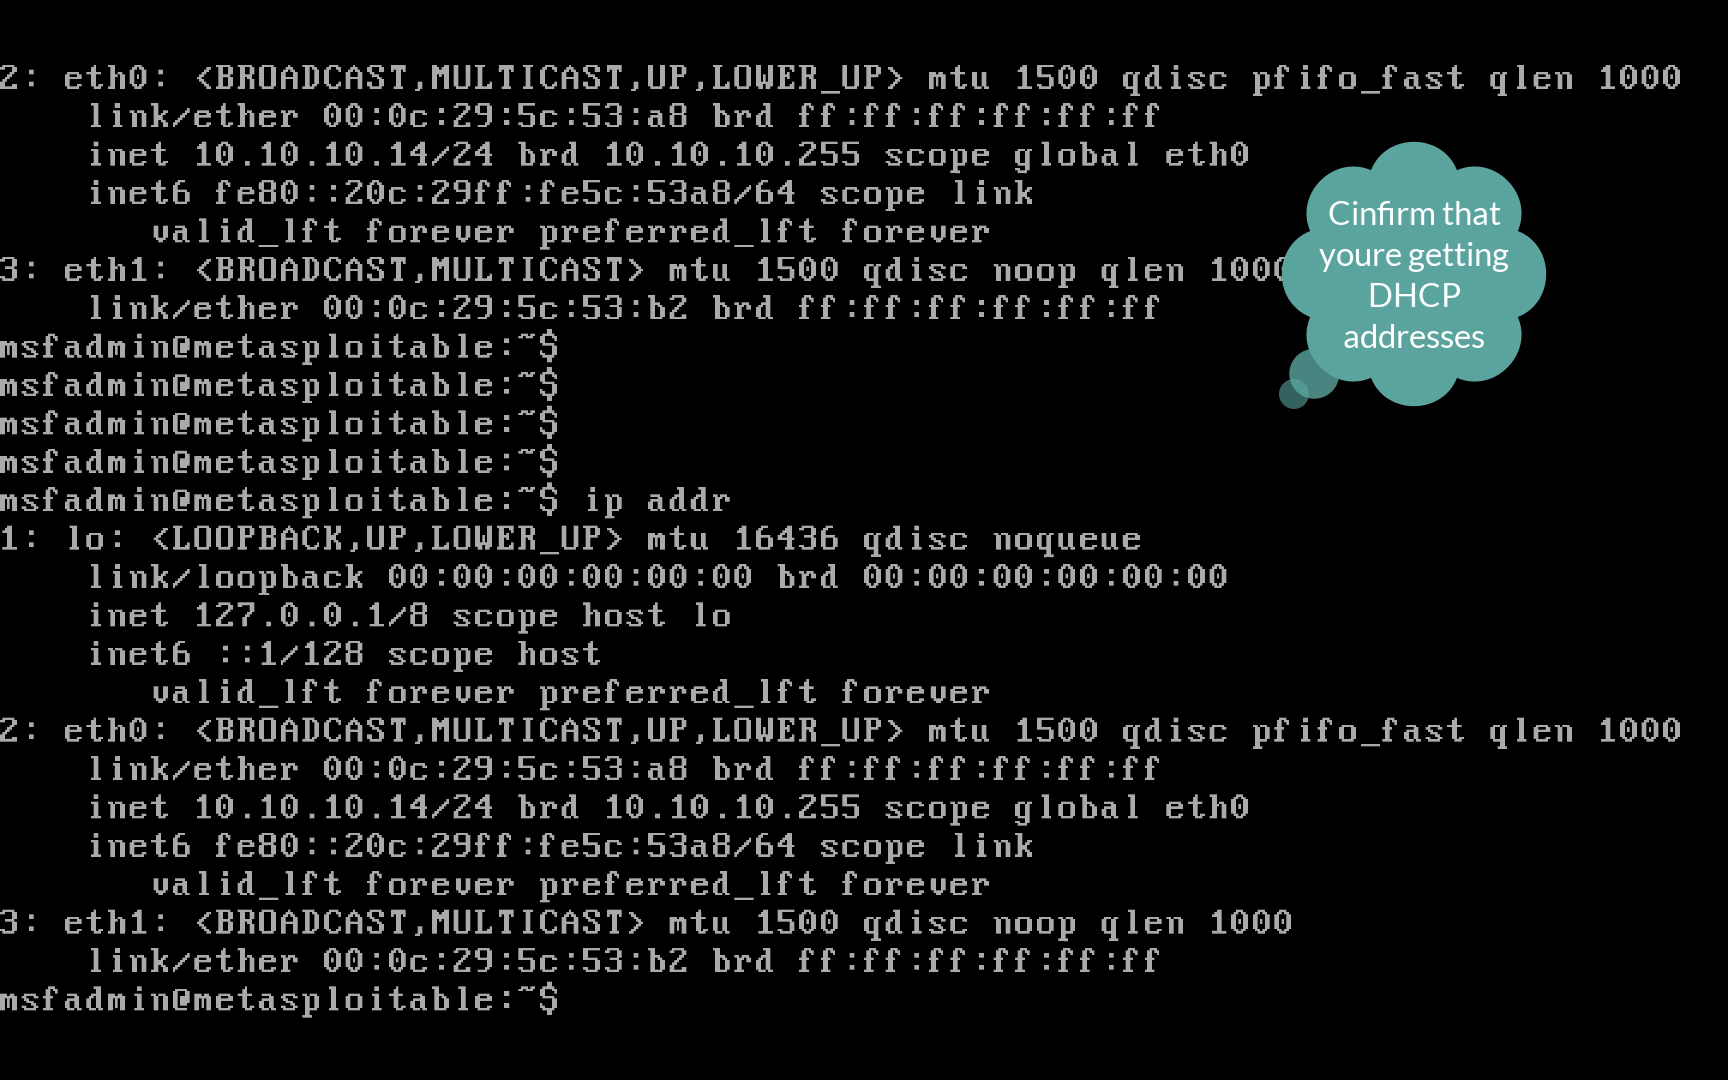 2: eth0: <BROADCAST,MULTICAST,UP,LOWER_UP> mtu 1500 qdisc pfifo_fast qlen 1000
    link/ether 00:0c:29:5c:53:a8 brd ff:ff:ff:ff:ff:ff
    inet 10.10.10.14/24 brd 10.10.10.255 scope global eth0
    inet6 fe80::20c:29ff:fe5c:53a8/64 scope link
       valid_lft forever preferred_lft forever
3: eth1: <BROADCAST,MULTICAST> mtu 1500 qdisc noop qlen 1000
    link/ether 00:0c:29:5c:53:b2 brd ff:ff:ff:ff:ff:ff
msfadmin@metasploitable:~$
msfadmin@metasploitable:~$
msfadmin@metasploitable:~$
msfadmin@metasploitable:~$
msfadmin@metasploitable:~$ ip addr
1: lo: <LOOPBACK,UP,LOWER_UP> mtu 16436 qdisc noqueue
    link/loopback 00:00:00:00:00:00 brd 00:00:00:00:00:00
    inet 127.0.0.1/8 scope host lo
    inet6 ::1/128 scope host
       valid_lft forever preferred_lft forever
2: eth0: <BROADCAST,MULTICAST,UP,LOWER_UP> mtu 1500 qdisc pfifo_fast qlen 1000
    link/ether 00:0c:29:5c:53:a8 brd ff:ff:ff:ff:ff:ff
    inet 10.10.10.14/24 brd 10.10.10.255 scope global eth0
    inet6 fe80::20c:29ff:fe5c:53a8/64 scope link
       valid_lft forever preferred_lft forever
3: eth1: <BROADCAST,MULTICAST> mtu 1500 qdisc noop qlen 1000
    link/ether 00:0c:29:5c:53:b2 brd ff:ff:ff:ff:ff:ff
msfadmin@metasploitable:~$
Cinfirm that
youre getting
DHCP
addresses